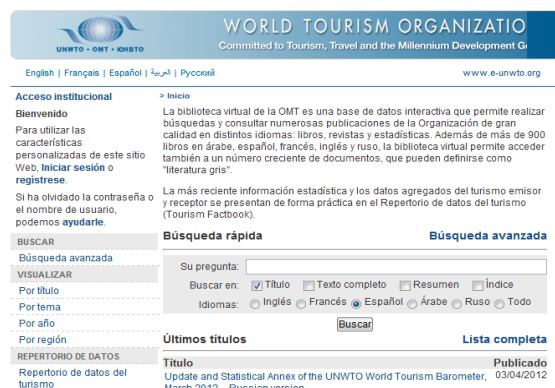 WORLD TOURISM ORGANIZATIO
Committed to Tourism, Travel and the Millennium Development G
UNWTO • OMT • ЮНВТО
English | Français | Español | العربية | Русский
www.e-unwto.org
Acceso institucional
Bienvenido
Para utilizar las
características
personalizadas de este sitio
Web, Iniciar sesión o
registrese.
Si ha olvidado la contraseña o
el nombre de usuario,
podemos ayudarle.
BUSCAR
Búsqueda avanzada
VISUALIZAR
Por título
Por tema
Por año
Por región
REPERTORIO DE DATOS
Repertorio de datos del
turismo
> Inicio
La biblioteca virtual de la OMT es una base de datos interactiva que permite realizar
búsquedas y consultar numerosas publicaciones de la Organización de gran
calidad en distintos idiomas: libros, revistas y estadísticas. Además de más de 900
libros en árabe, español, francés, inglés y ruso, la biblioteca virtual permite acceder
también a un número creciente de documentos, que pueden definirse como
"literatura gris".
La más reciente información estadística y los datos agregados del turismo emisor
y receptor se presentan de forma práctica en el Repertorio de datos del turismo
(Tourism Factbook).
Búsqueda rápida Búsqueda avanzada
Su pregunta:
Buscar en: Título Texto completo Resumen Índice
Idiomas: Inglés Francés Español Árabe Ruso Todo
Buscar
Últimos títulos Lista completa
Título Publicado
Update and Statistical Annex of the UNWTO World Tourism Barometer, 03/04/2012
March 2012 - Russian version